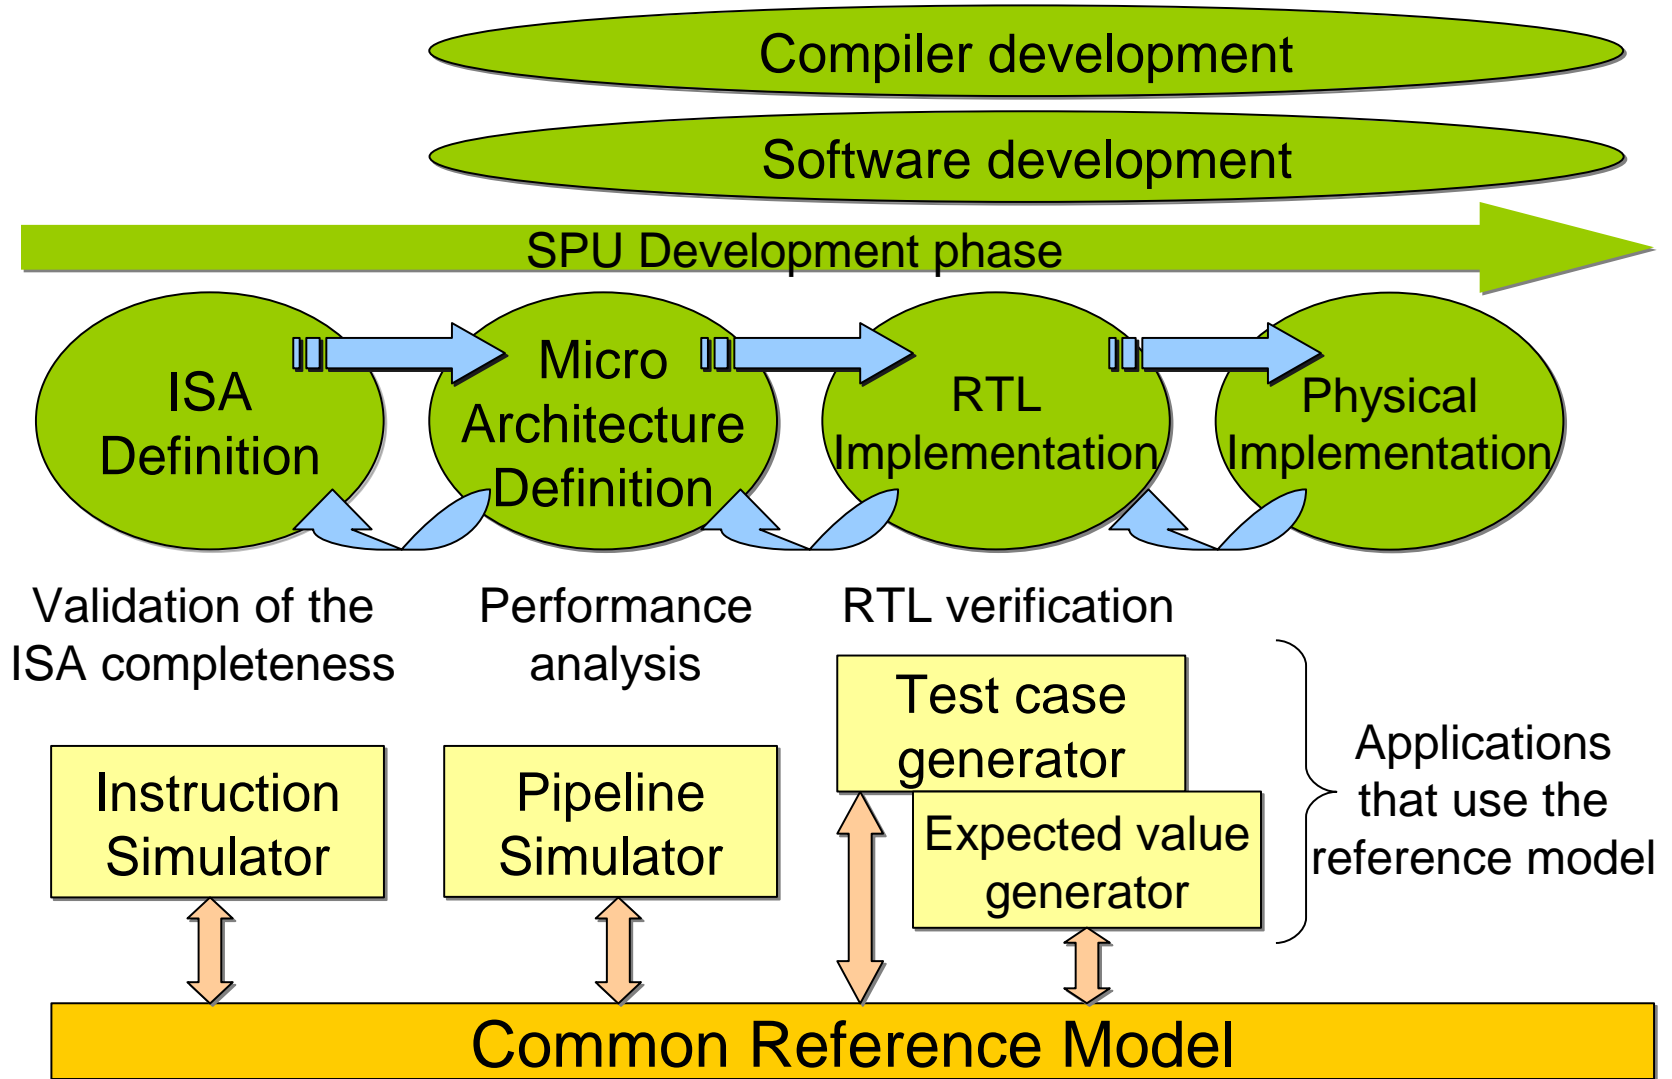 Compiler development
Software development
SPU Development phase
ISA
Definition
Micro
Architecture
Definition
RTL
Implementation
Physical
Implementation
Validation of the
ISA completeness
Performance
analysis
RTL verification
Instruction
Simulator
Pipeline
Simulator
Test case
generator
Expected value
generator
Applications
that use the
reference model
Common Reference Model